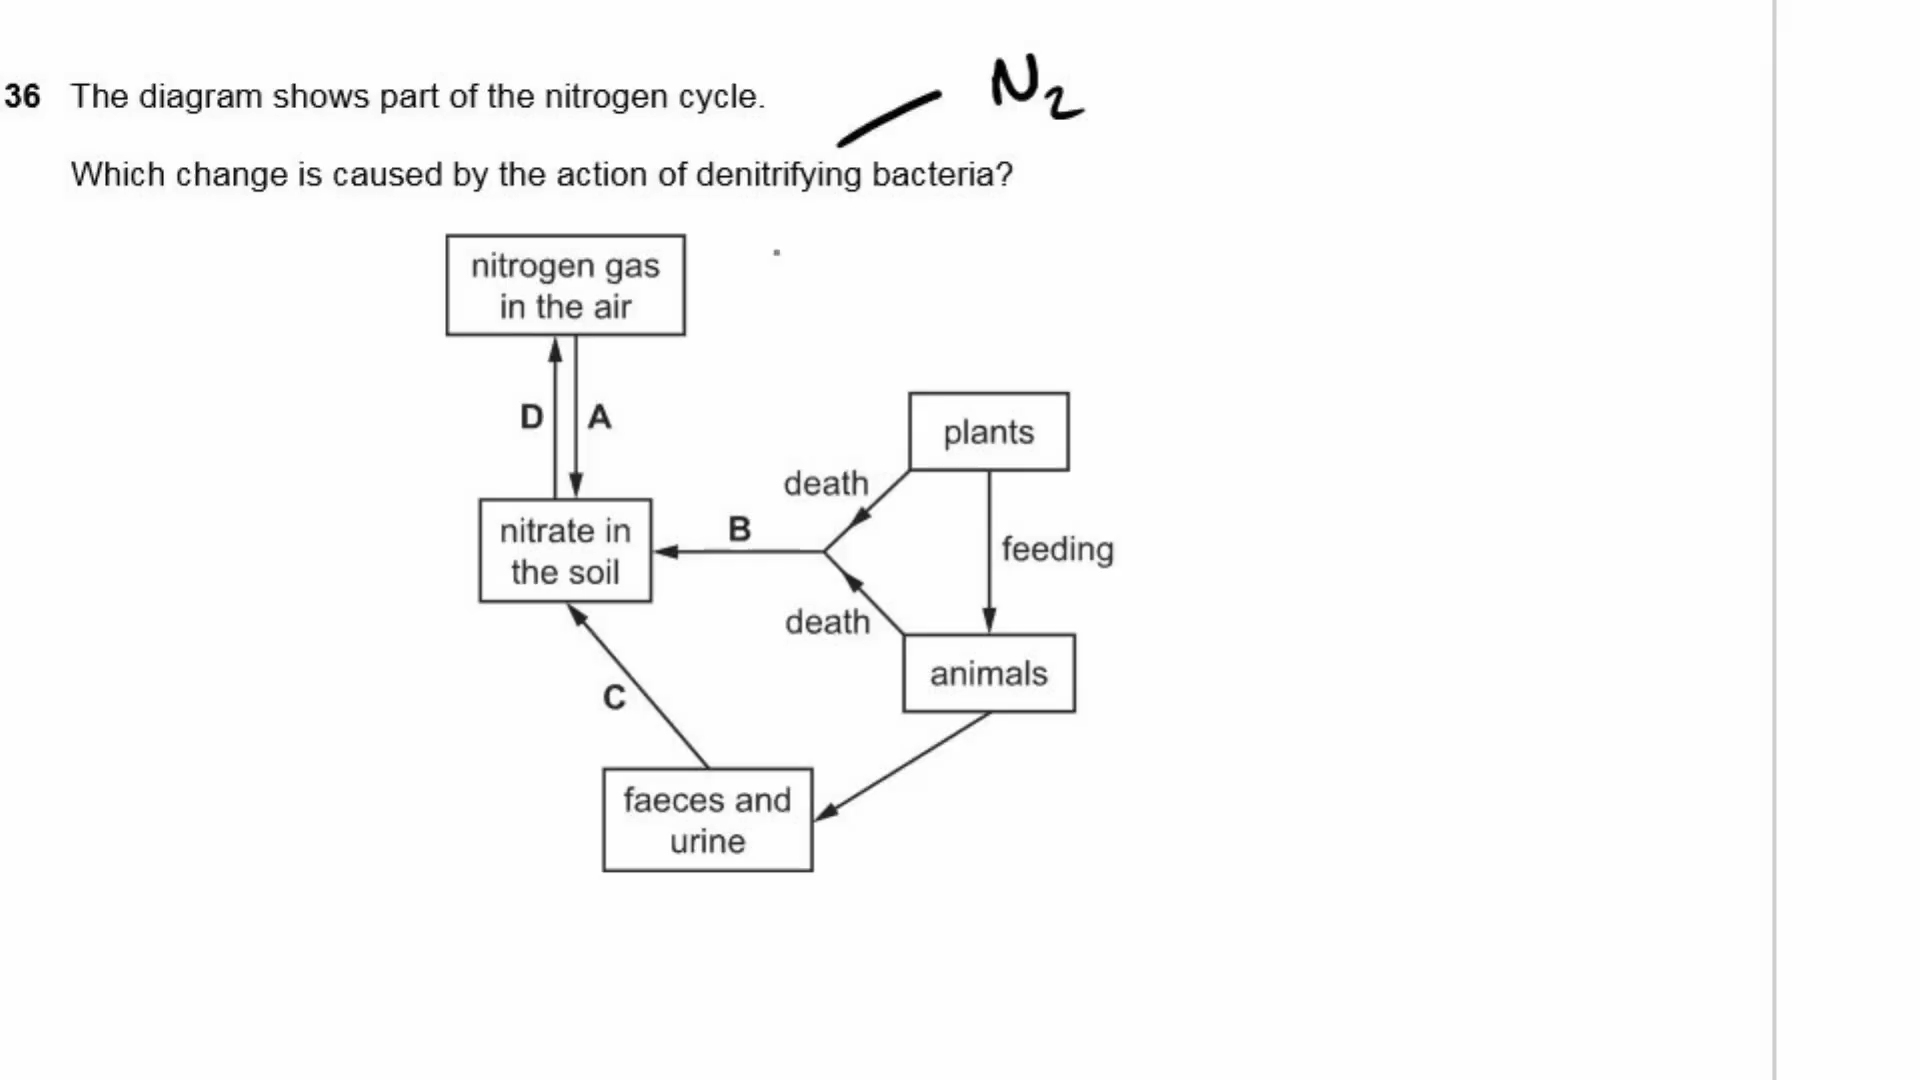 N2
36 The diagram shows part of the nitrogen cycle.
Which change is caused by the action of denitrifying bacteria?
nitrogen gas
in the air
D
A
plants
death
nitrate in
the soil
B
feeding
death
animals
C
faeces and
urine